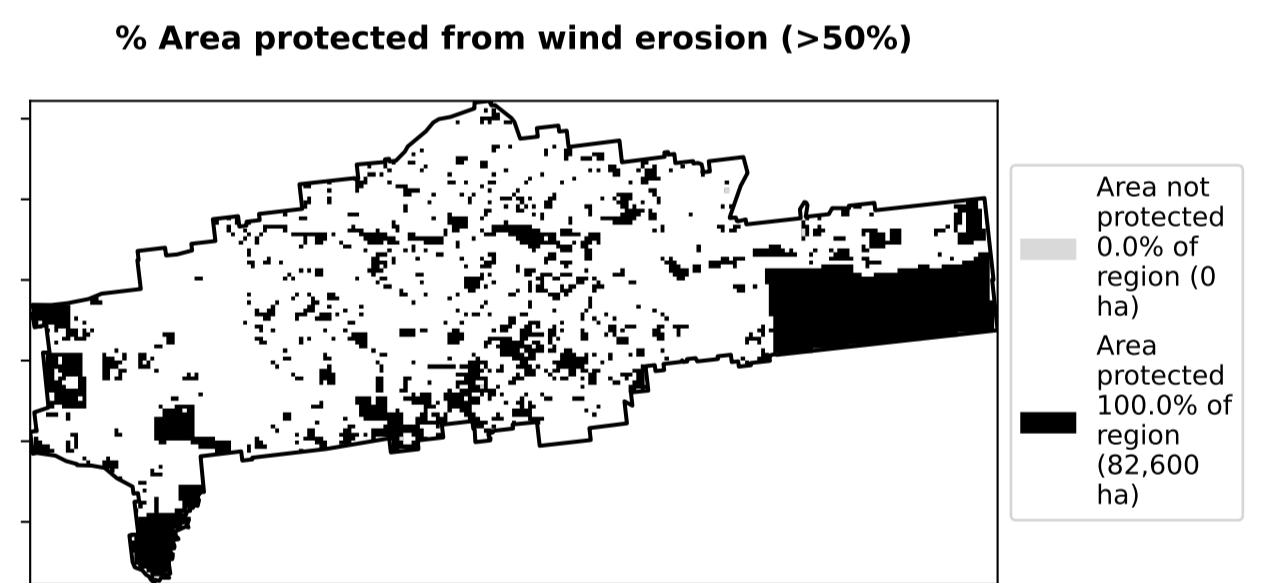 % Area protected from wind erosion (>50%)
Area not
protected
0.0% of
region (0
ha)
Area
protected
100.0% of
region
(82,600
ha)